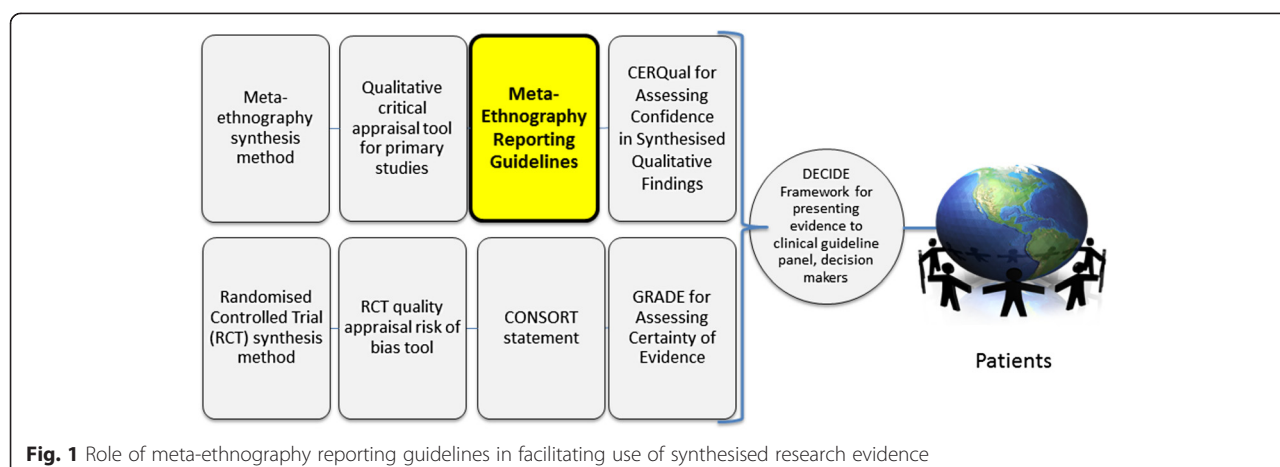 Meta-
ethnography
synthesis
method
Qualitative
critical
appraisal tool
for primary
studies
Meta-
Ethnography
Reporting
Guidelines
CERQual for
Assessing
Confidence
in Synthesised
Qualitative
Findings
Randomised
Controlled Trial
(RCT) synthesis
method
RCT quality
appraisal risk of
bias tool
CONSORT
statement
GRADE for
Assessing
Certainty of
Evidence
DECIDE
Framework for
presenting
evidence to
clinical guideline
panel, decision
makers
Patients
Fig. 1 Role of meta-ethnography reporting guidelines in facilitating use of synthesised research evidence